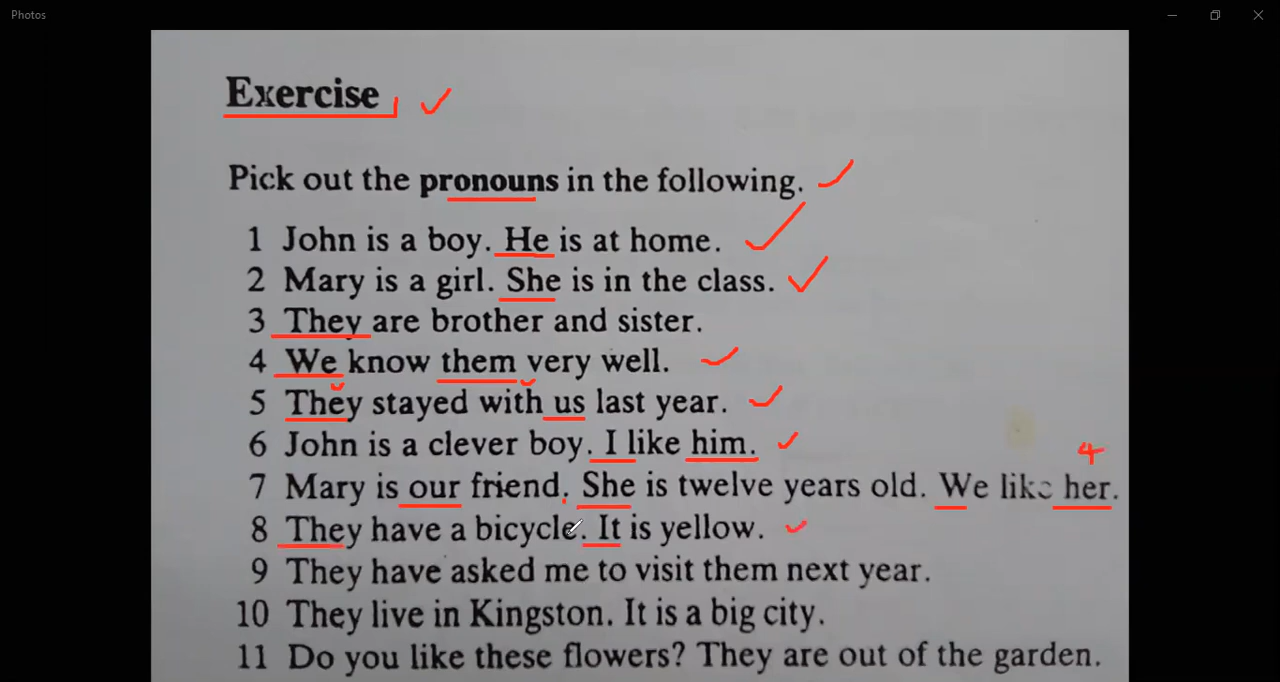 Photos
Exercise
Pick out the pronouns in the following.
1 John is a boy. He is at home.
2 Mary is a girl. She is in the class.
3 They are brother and sister.
4 We know them very well.
5 They stayed with us last year.
6 John is a clever boy. I like him.
4
7 Mary is our friend. She is twelve years old. We like her.
8 They have a bicycle. It is yellow.
9 They have asked me to visit them next year.
10 They live in Kingston. It is a big city.
11 Do you like these flowers? They are out of the garden.